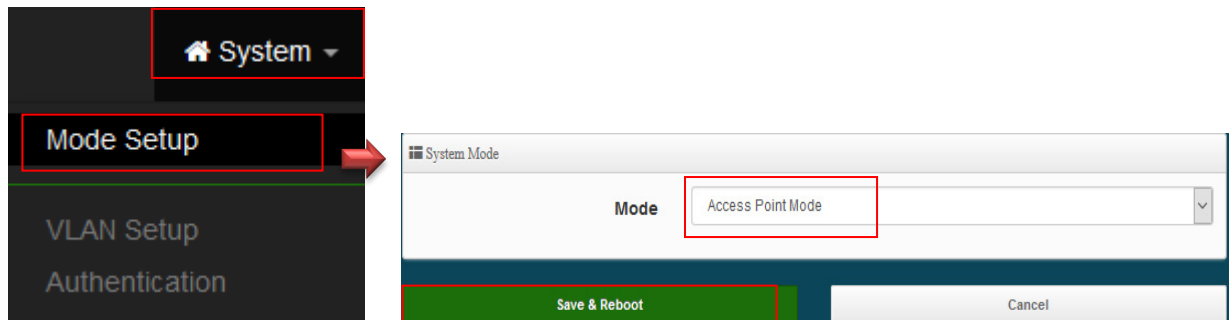 System
Mode Setup
VLAN Setup
Authentication
System Mode
Mode
Access Point Mode
Save & Reboot
Cancel